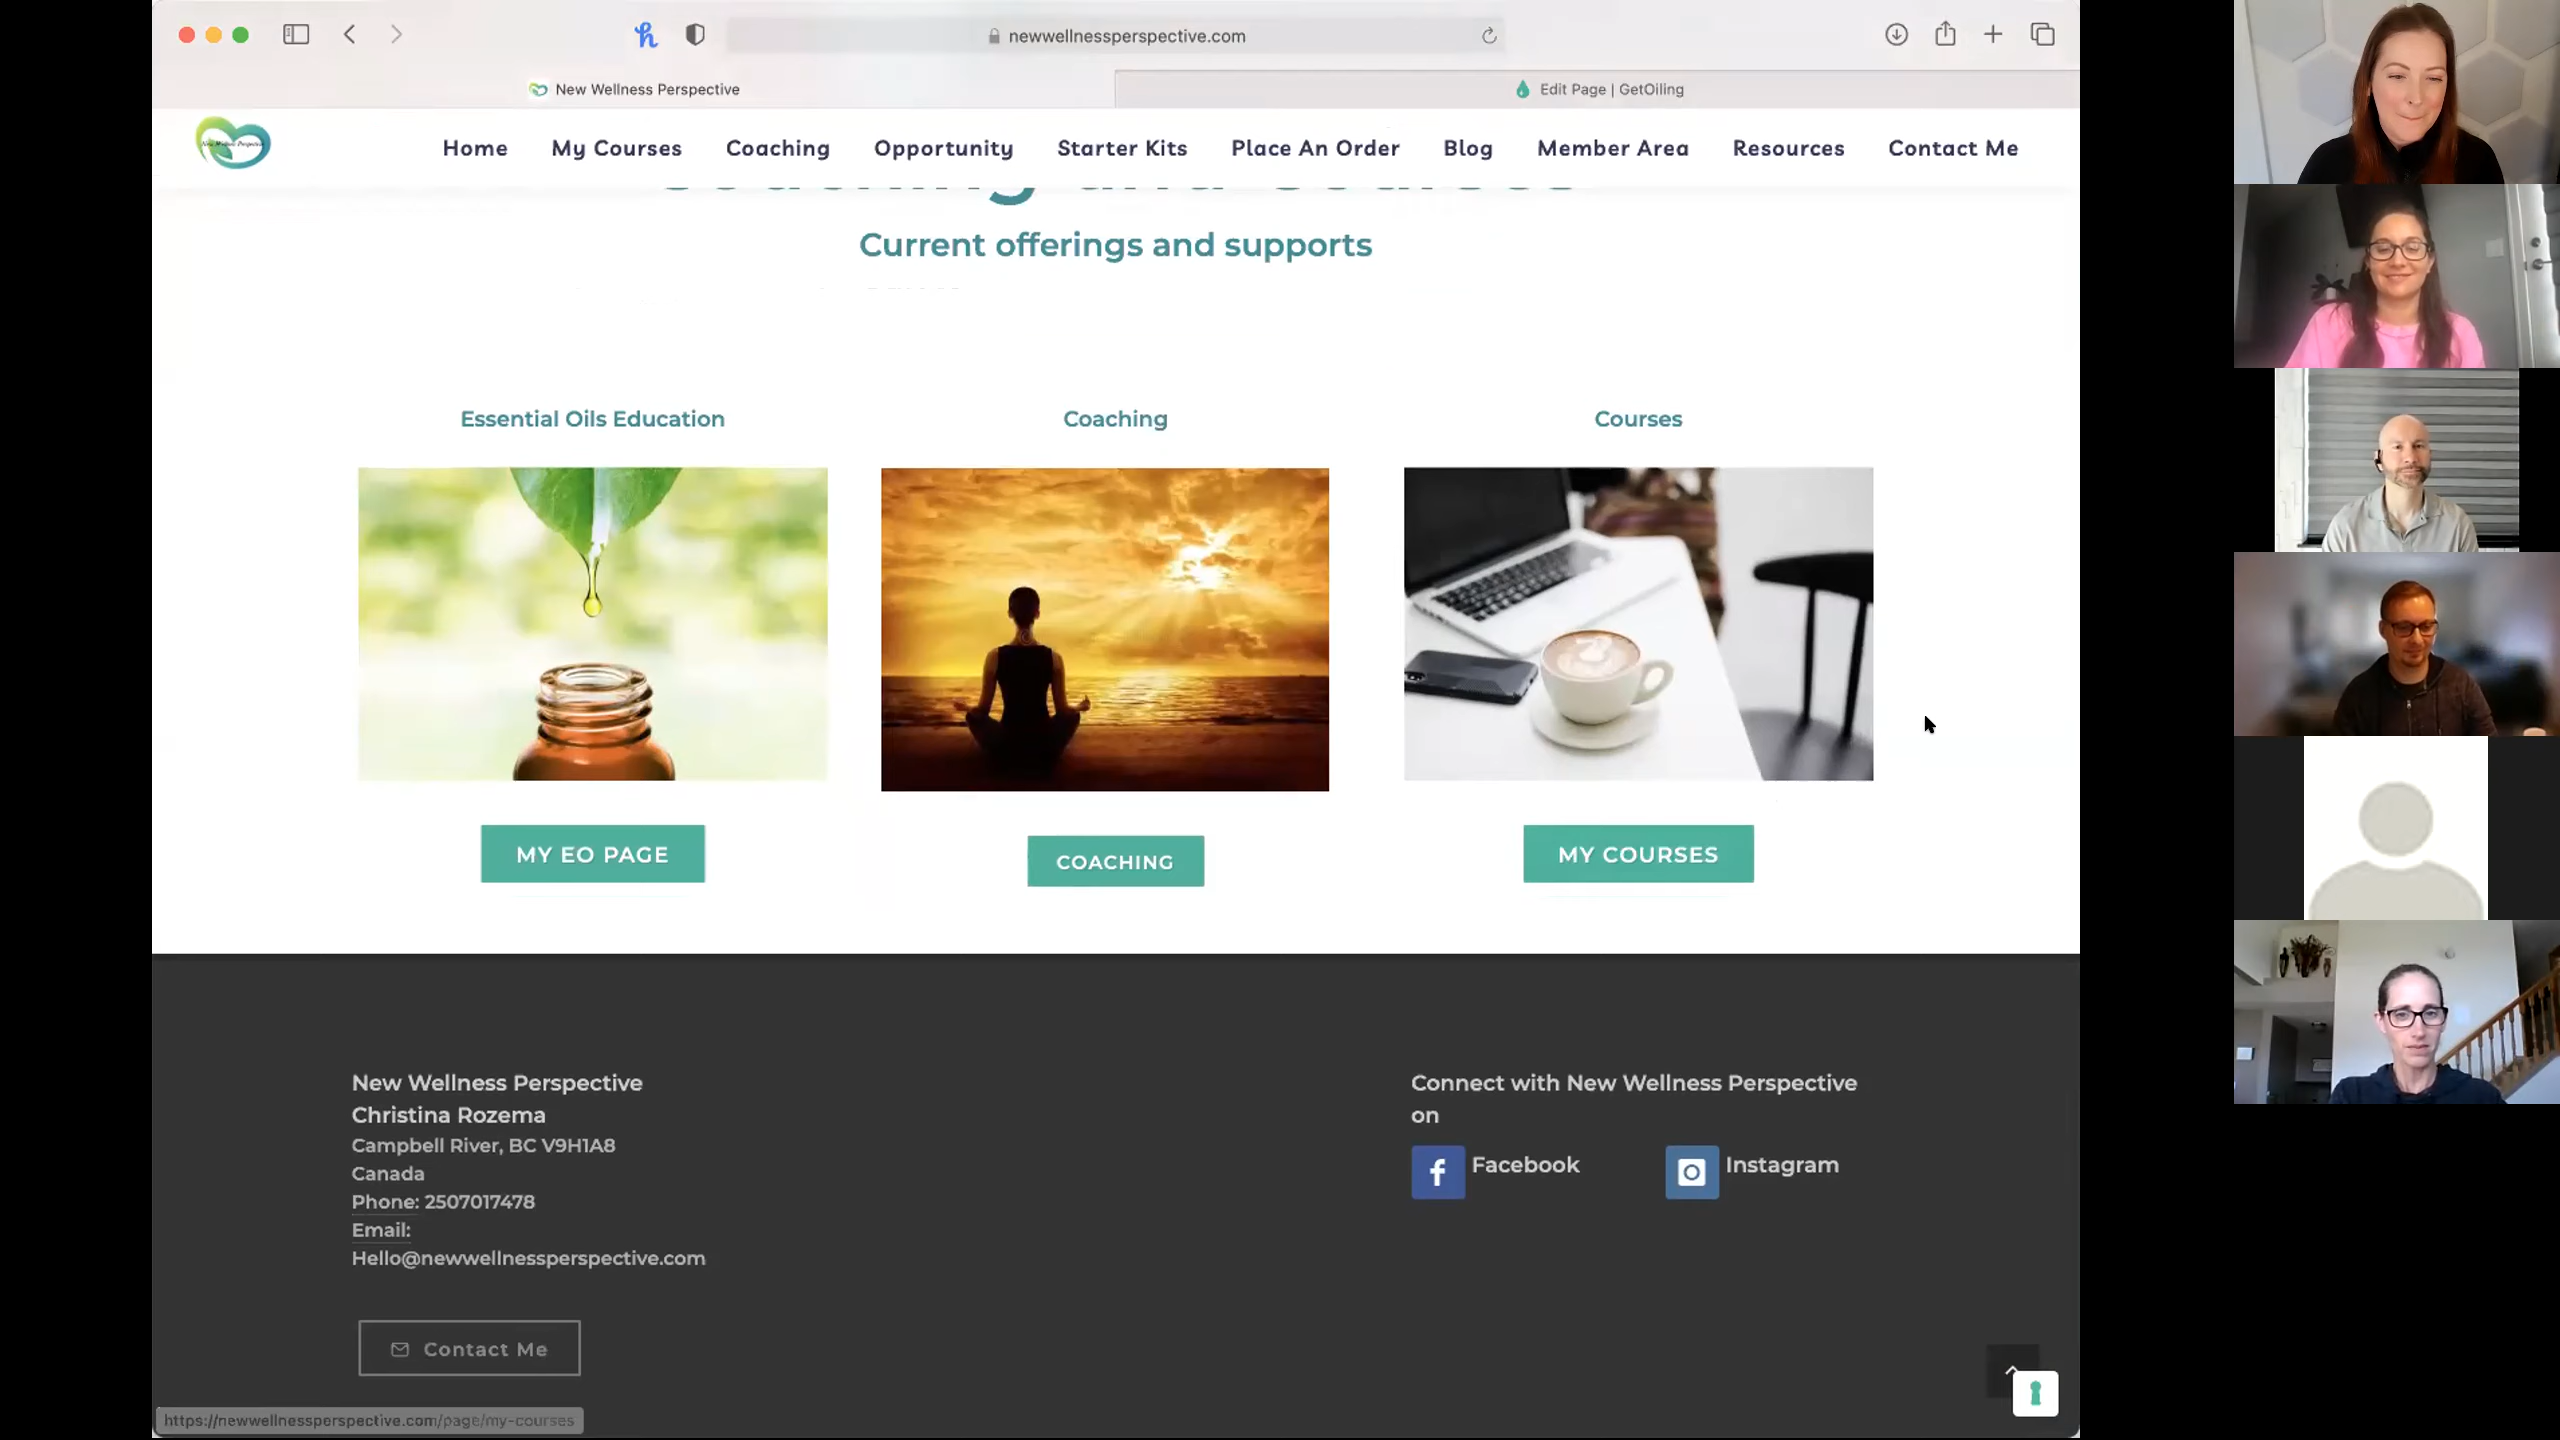 newwellnessperspective.com
New Wellness Perspective
Edit Page | GetOiling
New Wellness Perspective
Home My Courses Coaching Opportunity Starter Kits Place An Order Blog Member Area Resources Contact Me
Current offerings and supports
Essential Oils Education
Coaching
Courses
MY EO PAGE
COACHING
MY COURSES
New Wellness Perspective
Christina Rozema
Campbell River, BC V9H1A8
Canada
Phone: 2507017478
Email:
Hello@newwellnessperspective.com
Contact Me
Connect with New Wellness Perspective
on
Facebook
Instagram
https://newwellnessperspective.com/page/my-courses